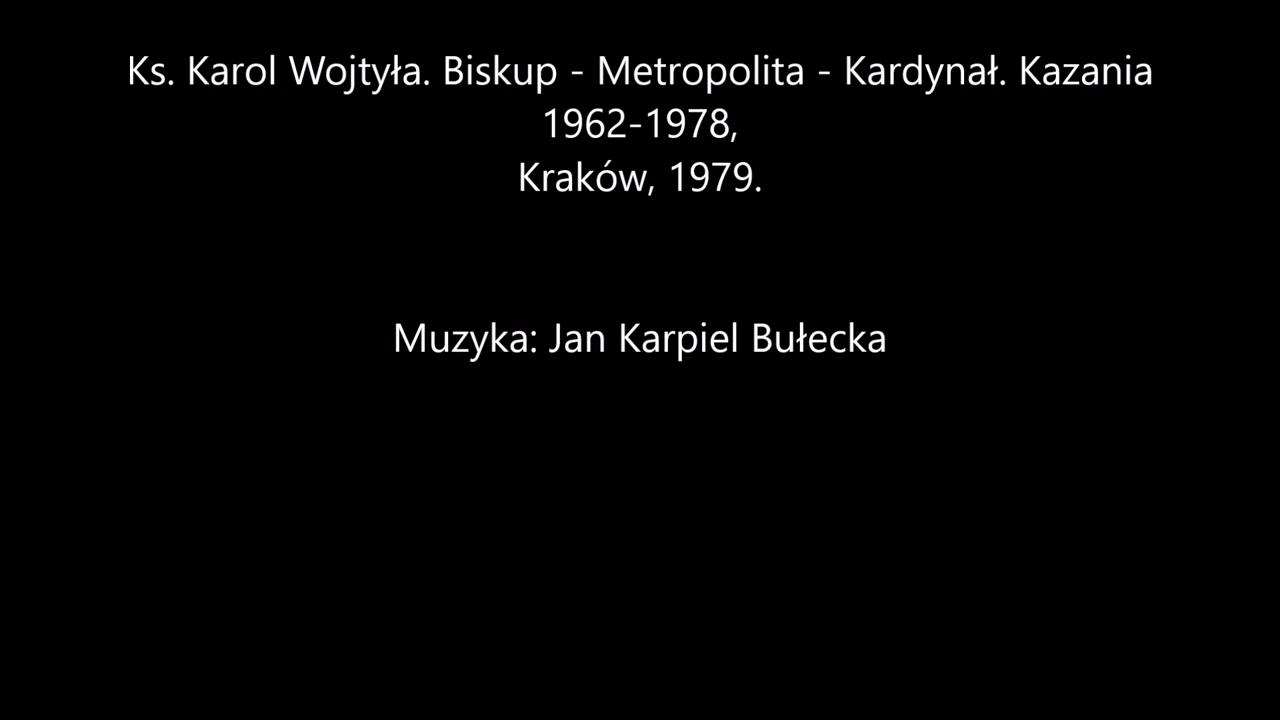 Ks. Karol Wojtyła. Biskup - Metropolita - Kardynał. Kazania
1962-1978,
Kraków, 1979.
Muzyka: Jan Karpiel Bułecka